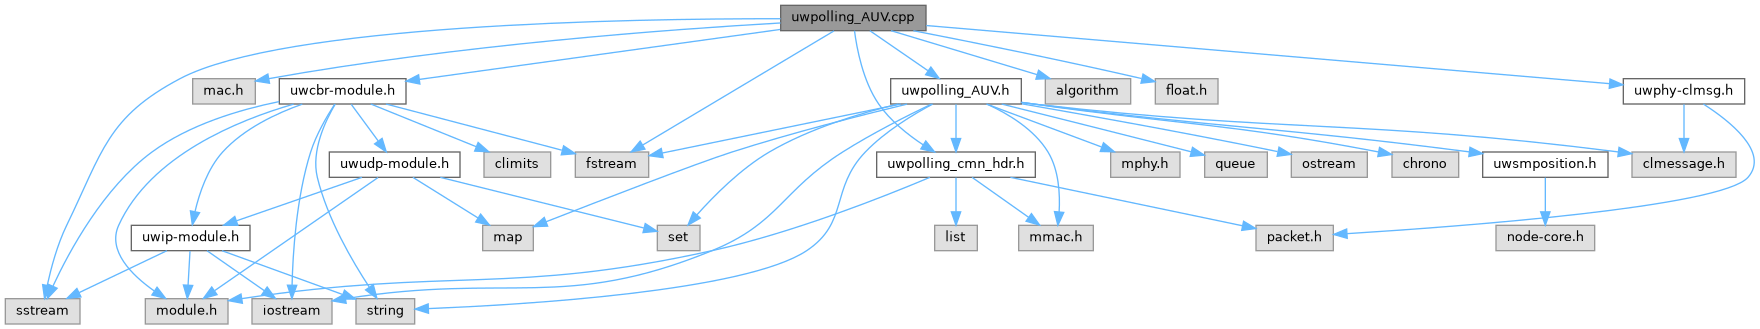 uwpolling_AUV.cpp
mac.h
uwcbr-module.h
uwpolling_AUV.h
algorithm
float.h
uwphy-clmsg.h
uwudp-module.h
climits
fstream
uwpolling_cmn_hdr.h
mphy.h
queue
ostream
chrono
uwsmposition.h
clmessage.h
uwip-module.h
map
set
list
mmac.h
packet.h
node-core.h
sstream
module.h
iostream
string